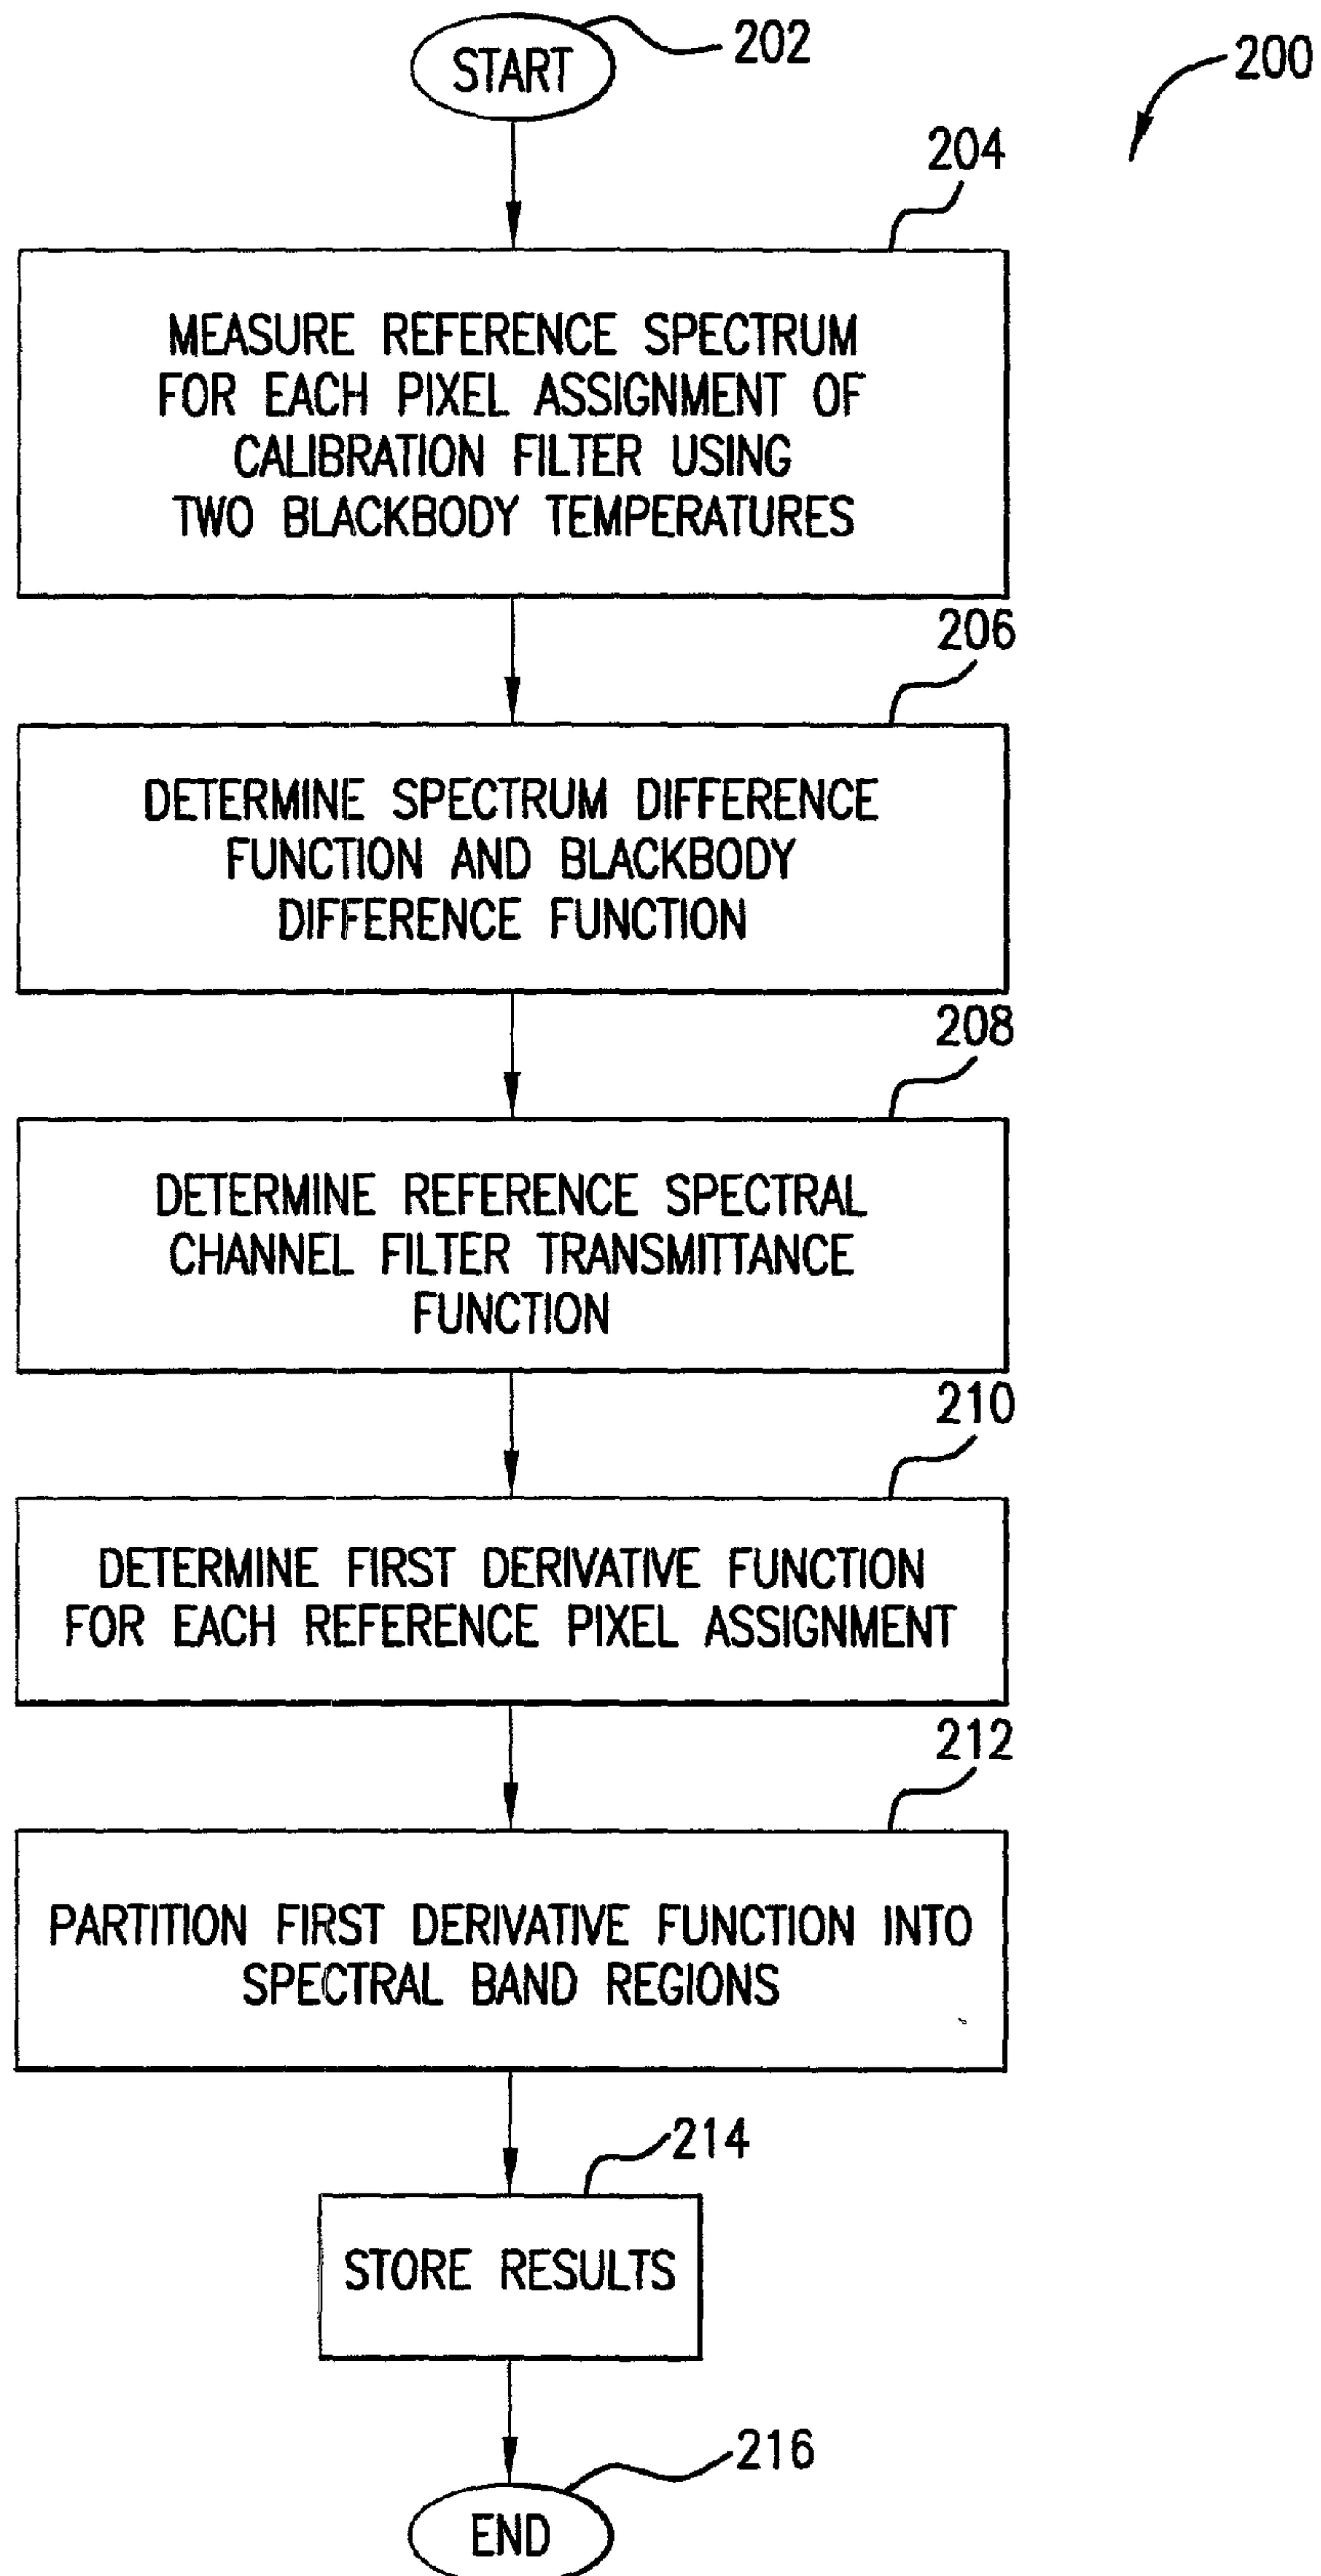 START
202
200
204
MEASURE REFERENCE SPECTRUM
FOR EACH PIXEL ASSIGNMENT OF
CALIBRATION FILTER USING
TWO BLACKBODY TEMPERATURES
206
DETERMINE SPECTRUM DIFFERENCE
FUNCTION AND BLACKBODY
DIFFERENCE FUNCTION
208
DETERMINE REFERENCE SPECTRAL
CHANNEL FILTER TRANSMITTANCE
FUNCTION
210
DETERMINE FIRST DERIVATIVE FUNCTION
FOR EACH REFERENCE PIXEL ASSIGNMENT
212
PARTITION FIRST DERIVATIVE FUNCTION INTO
SPECTRAL BAND REGIONS
214
STORE RESULTS
216
END